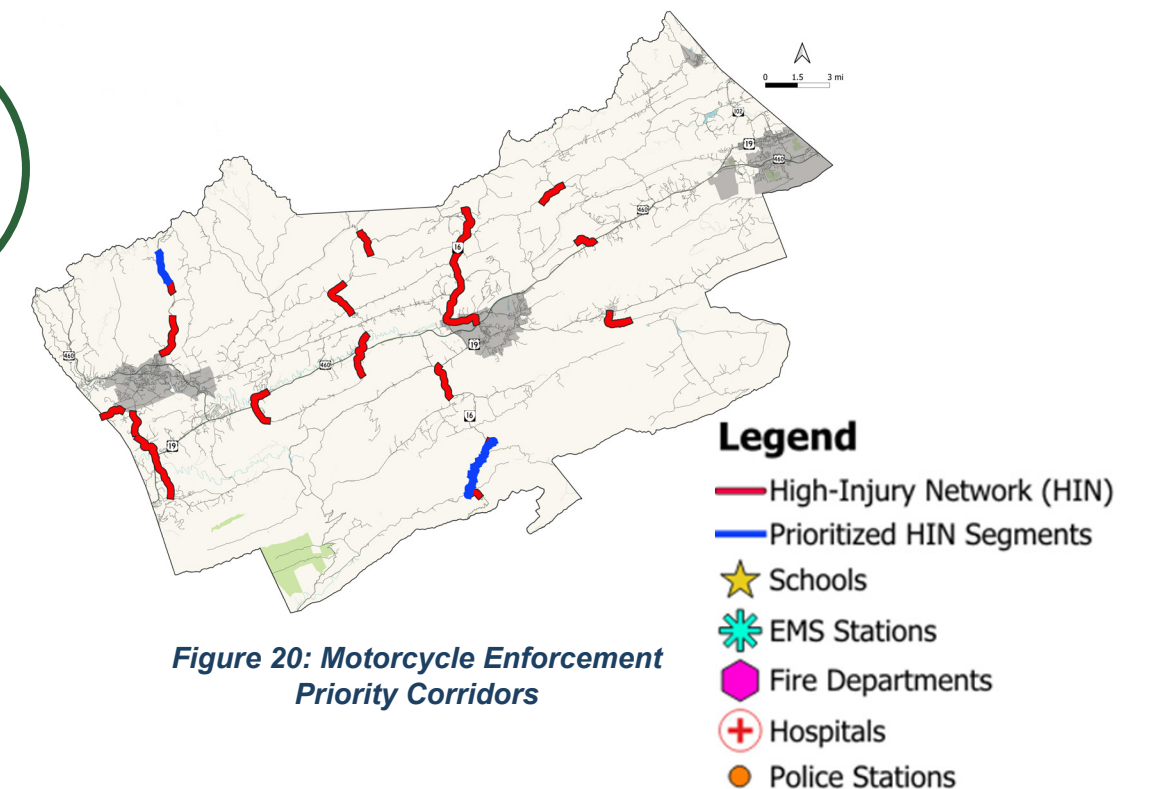 0 1.5 3 mi
102
19
460
460
16
19
460
460
16
19
Legend
High-Injury Network (HIN)
Prioritized HIN Segments
Schools
EMS Stations
Fire Departments
Hospitals
Police Stations
Figure 20: Motorcycle Enforcement
Priority Corridors